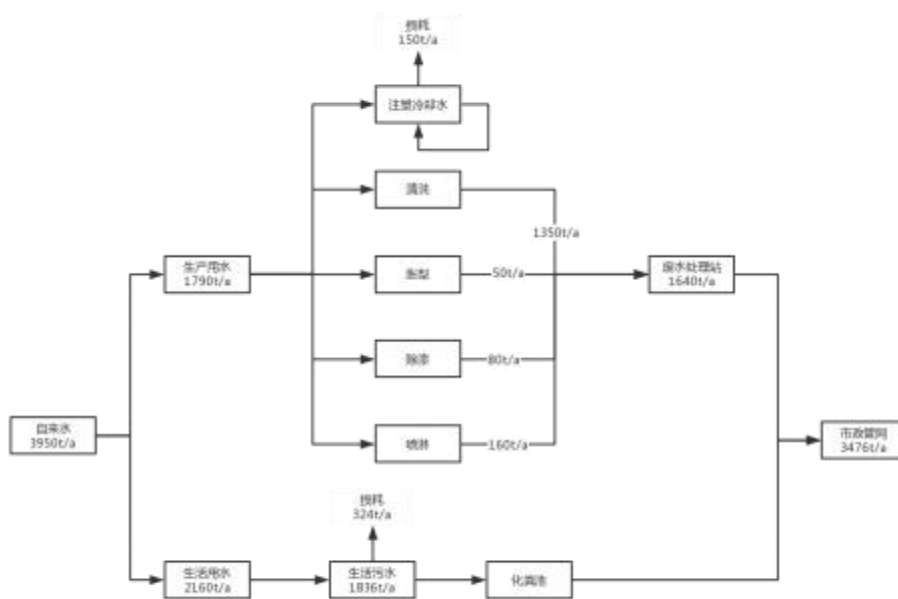 损耗
150t/a
注塑冷却水
清洗
1350t/a
生产用水
1790t/a
胀型
50t/a
废水处理站
1640t/a
除漆
80t/a
自来水
3950t/a
喷淋
160t/a
市政管网
3476t/a
损耗
324t/a
生活用水
2160t/a
生活污水
1836t/a
化粪池